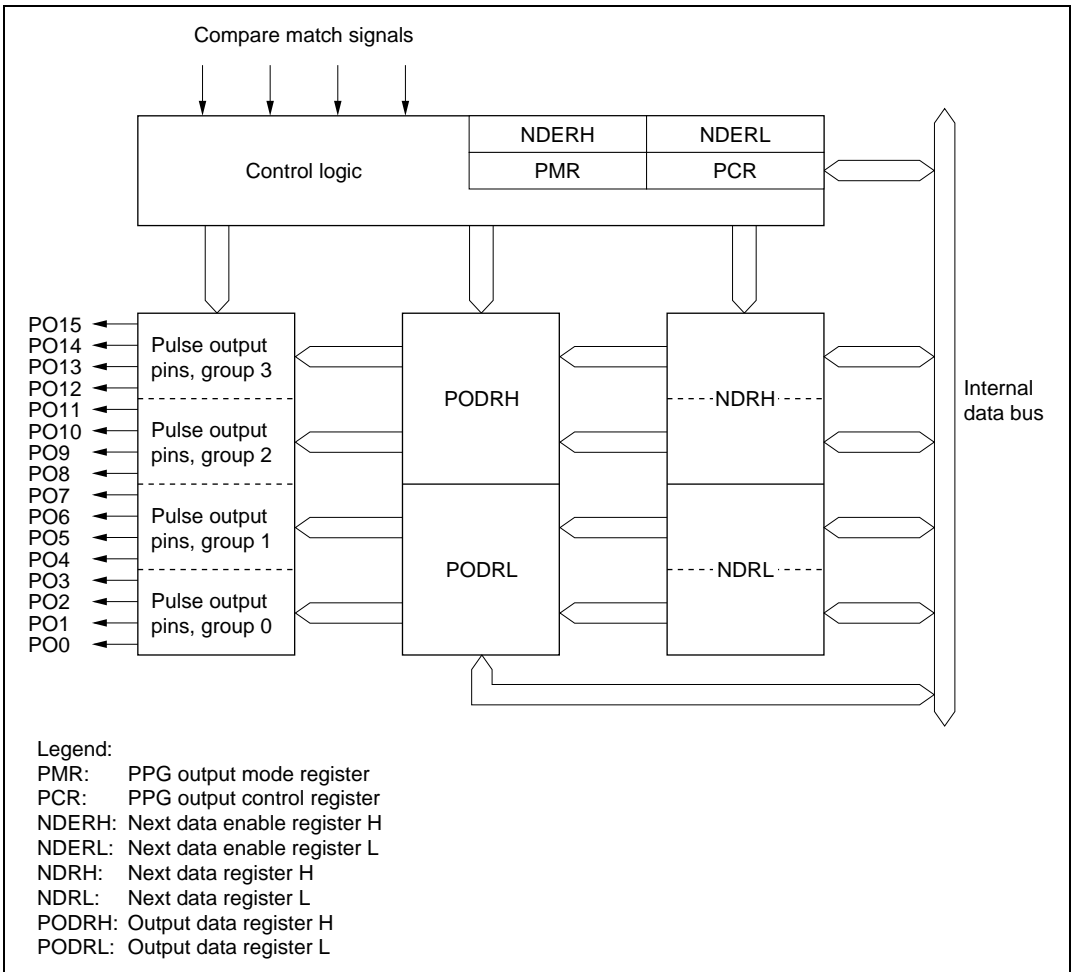 Compare match signals
NDERH NDERL
Control logic PMR PCR
PO15
PO14
PO13
PO12
PO11
PO10
PO9
PO8
PO7
PO6
PO5
PO4
PO3
PO2
PO1
PO0
Pulse output
pins, group 3
Pulse output
pins, group 2
Pulse output
pins, group 1
Pulse output
pins, group 0
PODRH
PODRL
NDRH
NDRL
Internal
data bus
Legend:
PMR: PPG output mode register
PCR: PPG output control register
NDERH: Next data enable register H
NDERL: Next data enable register L
NDRH: Next data register H
NDRL: Next data register L
PODRH: Output data register H
PODRL: Output data register L